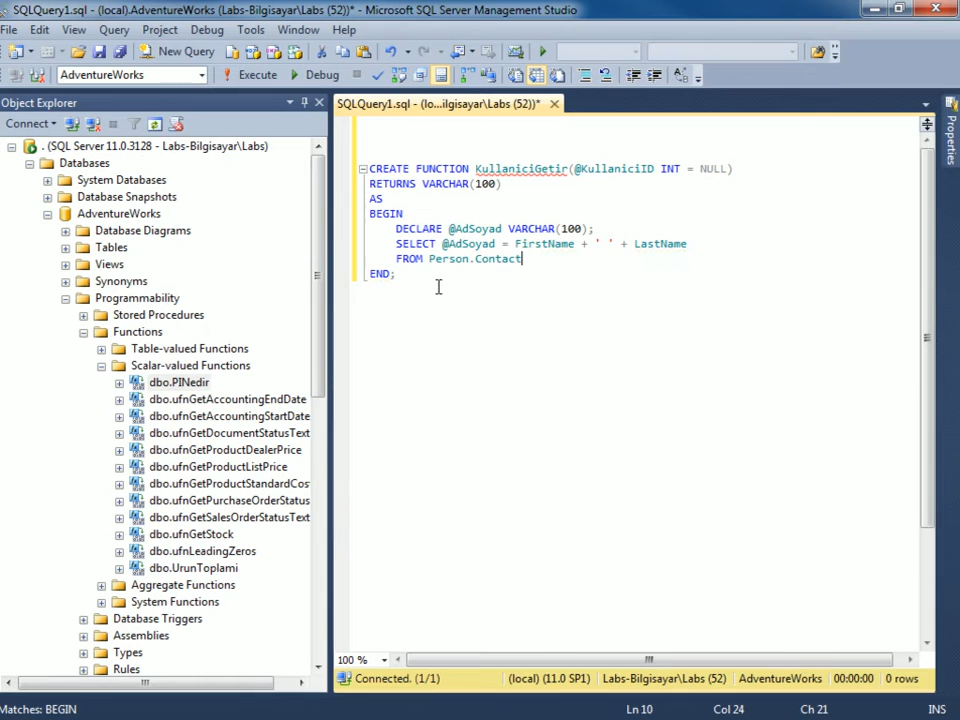 SQLQuery1.sql - (local).AdventureWorks (Labs-Bilgisayar\Labs (52))* - Microsoft SQL Server Management Studio
File Edit View Query Project Debug Tools Window Help
New Query
AdventureWorks Execute Debug
Object Explorer
Connect
. (SQL Server 11.0.3128 - Labs-Bilgisayar\Labs)
Databases
System Databases
Database Snapshots
AdventureWorks
Database Diagrams
Tables
Views
Synonyms
Programmability
Stored Procedures
Functions
Table-valued Functions
Scalar-valued Functions
dbo.PINedir
dbo.ufnGetAccountingEndDate
dbo.ufnGetAccountingStartDate
dbo.ufnGetDocumentStatusText
dbo.ufnGetProductDealerPrice
dbo.ufnGetProductListPrice
dbo.ufnGetProductStandardCos
dbo.ufnGetPurchaseOrderStatus
dbo.ufnGetSalesOrderStatusText
dbo.ufnGetStock
dbo.ufnLeadingZeros
dbo.UrunToplami
Aggregate Functions
System Functions
Database Triggers
Assemblies
Types
Rules
SQLQuery1.sql - (lo...ilgisayar\Labs (52))*
CREATE FUNCTION KullaniciGetir(@KullaniciID INT = NULL)
RETURNS VARCHAR(100)
AS
BEGIN
DECLARE @AdSoyad VARCHAR(100);
SELECT @AdSoyad = FirstName + ' ' + LastName
FROM Person.Contact
END;
Properties
100 %
Connected. (1/1) (local) (11.0 SP1) Labs-Bilgisayar\Labs (52) AdventureWorks 00:00:00 0 rows
Matches: BEGIN Ln 10 Col 24 Ch 21 INS